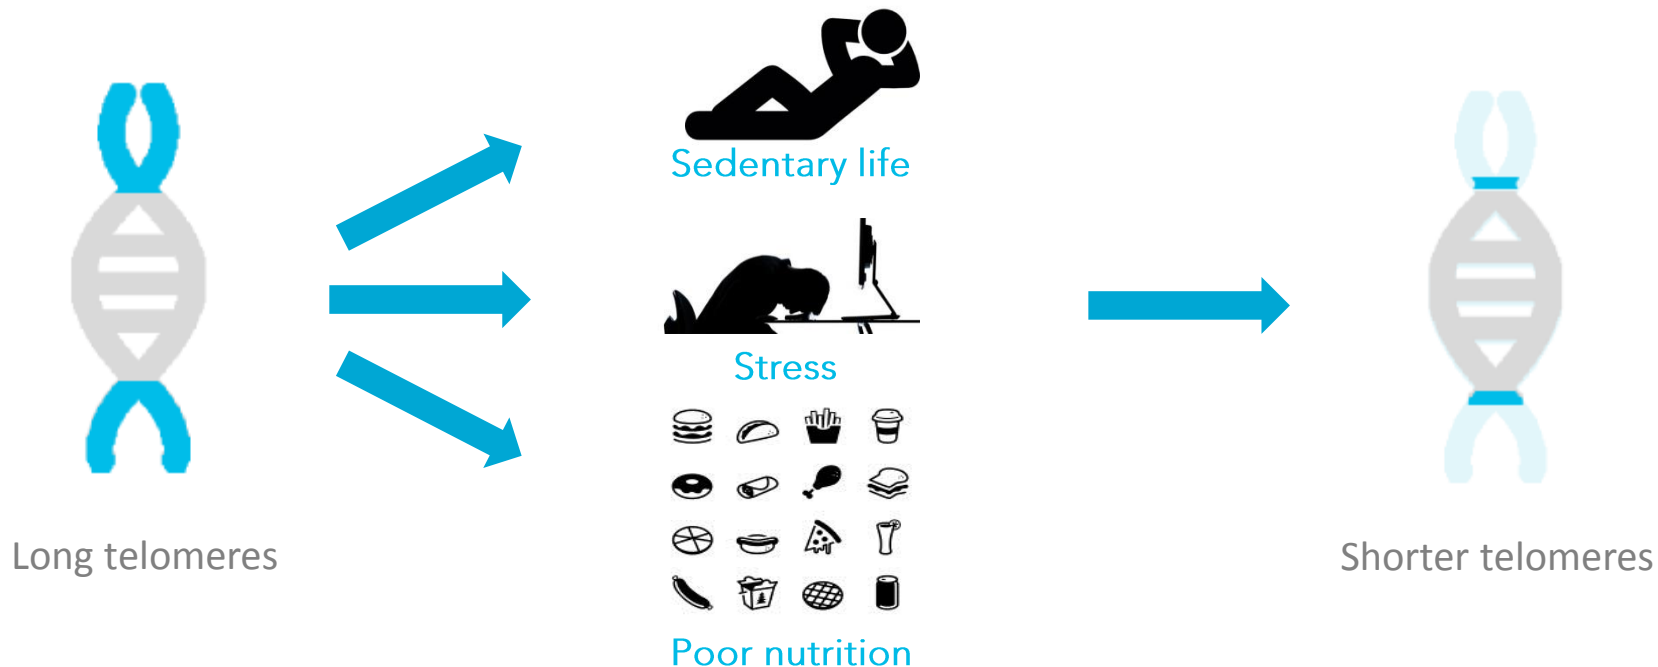 Sedentary life
Stress
Long telomeres
Shorter telomeres
Poor nutrition